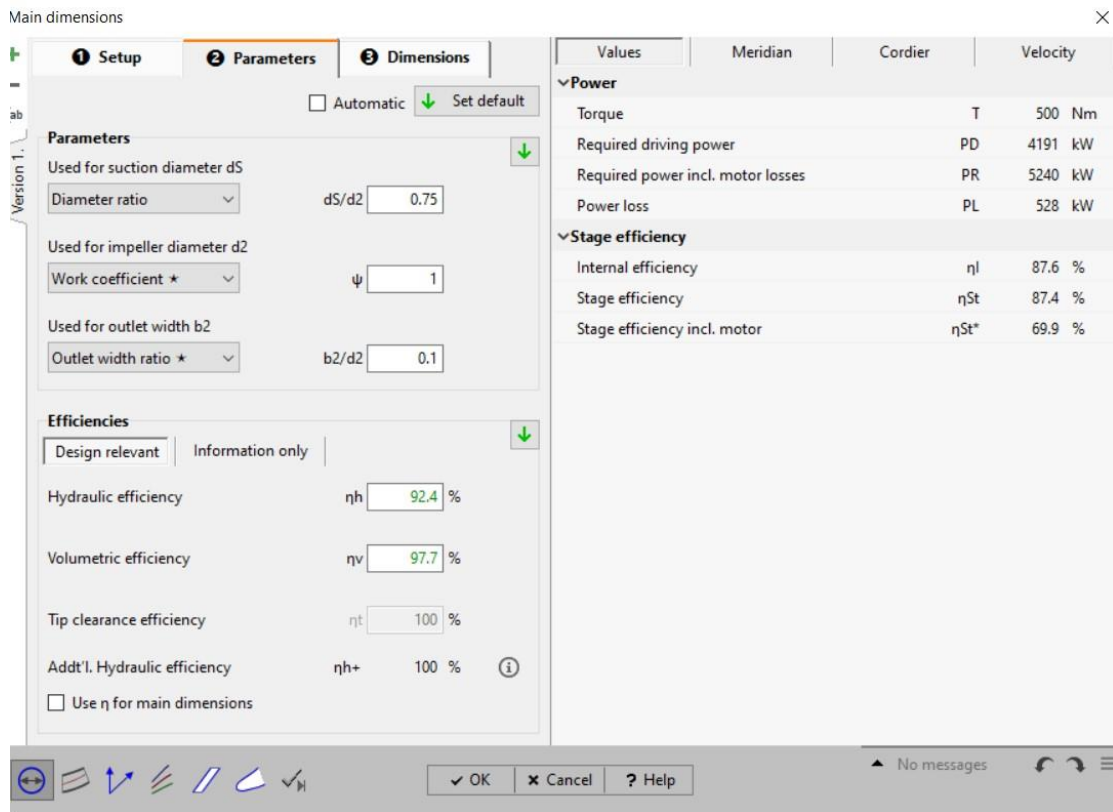 Main dimensions
1 Setup
2 Parameters
3 Dimensions
Automatic
Set default
ab
Version 1.
Parameters
Used for suction diameter dS
Diameter ratio dS/d2 0.75
Used for impeller diameter d2
Work coefficient ★ ψ 1
Used for outlet width b2
Outlet width ratio ★ b2/d2 0.1
Efficiencies
Design relevant Information only
Hydraulic efficiency ηh 92.4 %
Volumetric efficiency ηv 97.7 %
Tip clearance efficiency ηt 100 %
Addt'l. Hydraulic efficiency ηh+ 100 %
Use η for main dimensions
Values Meridian Cordier Velocity
Power
Torque T 500 Nm
Required driving power PD 4191 kW
Required power incl. motor losses PR 5240 kW
Power loss PL 528 kW
Stage efficiency
Internal efficiency ηI 87.6 %
Stage efficiency ηSt 87.4 %
Stage efficiency incl. motor ηSt* 69.9 %
OK Cancel ? Help
No messages